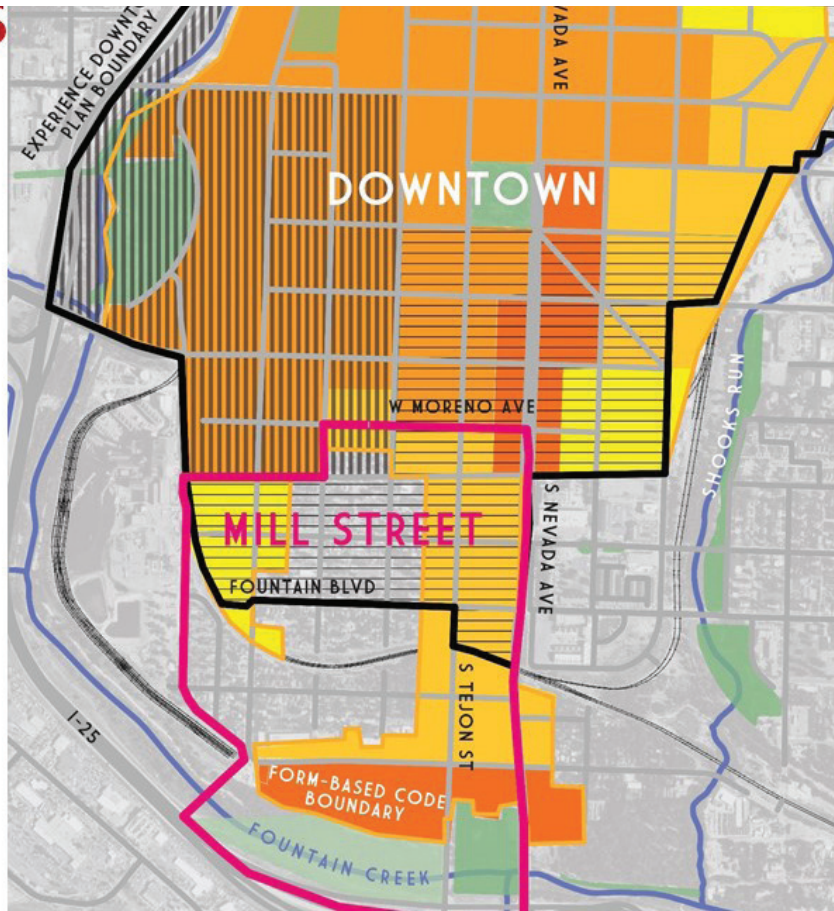 EXPERIENCE DOWNT
PLAN BOUNDARY
VADA AVE
DOWNTOWN
W MORENO AVE
SHOOKS RUN
MILL STREET
S NEVADA AVE
FOUNTAIN BLVD
S TEJON ST
I-25
FORM-BASED CODE
BOUNDARY
FOUNTAIN CREEK